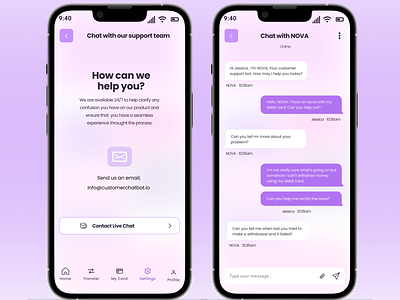 9:40
Chat with our support team
How can we
help you?
We are available 24/7 to help clarify any
confusion you have on our product and
ensure that you have a seamless
experience throught the process
Send us an email;
Info@customerchatbot.io
Contact Live Chat
Home
Transfer
My Card
Settings
Profile
9:40
Chat with NOVA
Online
Hi Jessica, I'm NOVA. Your customer
support bot. How may I help you today?
NOVA 10:35am
Hello, NOVA. I have an issue with my
debit card. Can you help out?
Jessica 10:35am
Can you tell me more about your
problem?
NOVA 10:35am
I'm not really sure what's going on but
somehow I can't withdraw money
using my debit card
Can you help me rectify the issue?
Jessica 10:35am
Can you tell me when last you tried to
make a withdrawal and it failed?
NOVA 10:35am
Type your message...